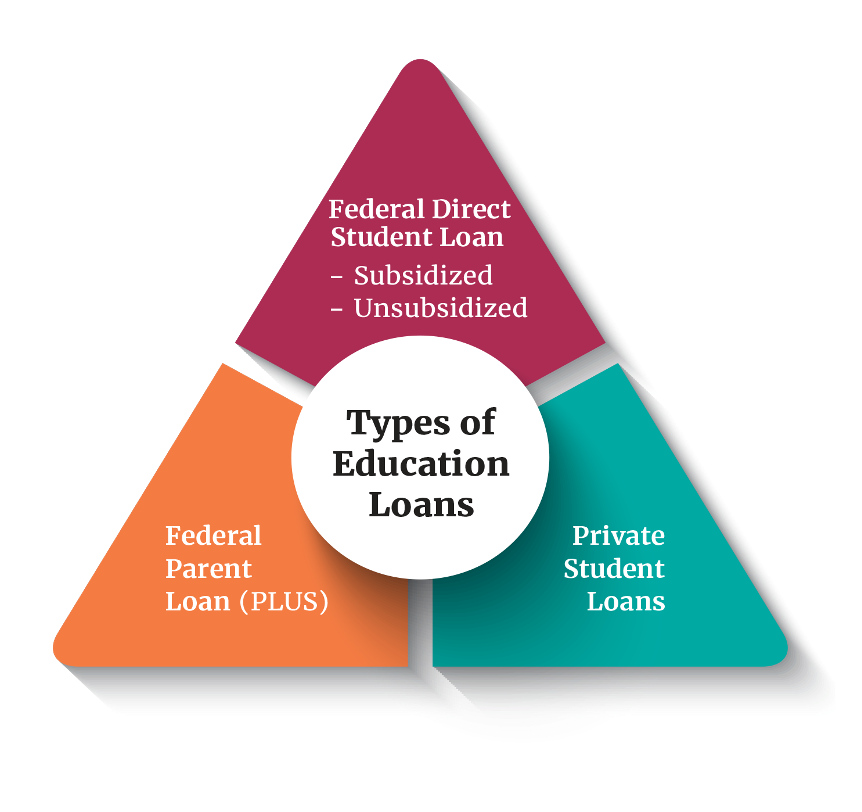 Federal Direct
Student Loan
– Subsidized
– Unsubsidized
Types of
Education
Loans
Federal
Parent
Loan (PLUS)
Private
Student
Loans